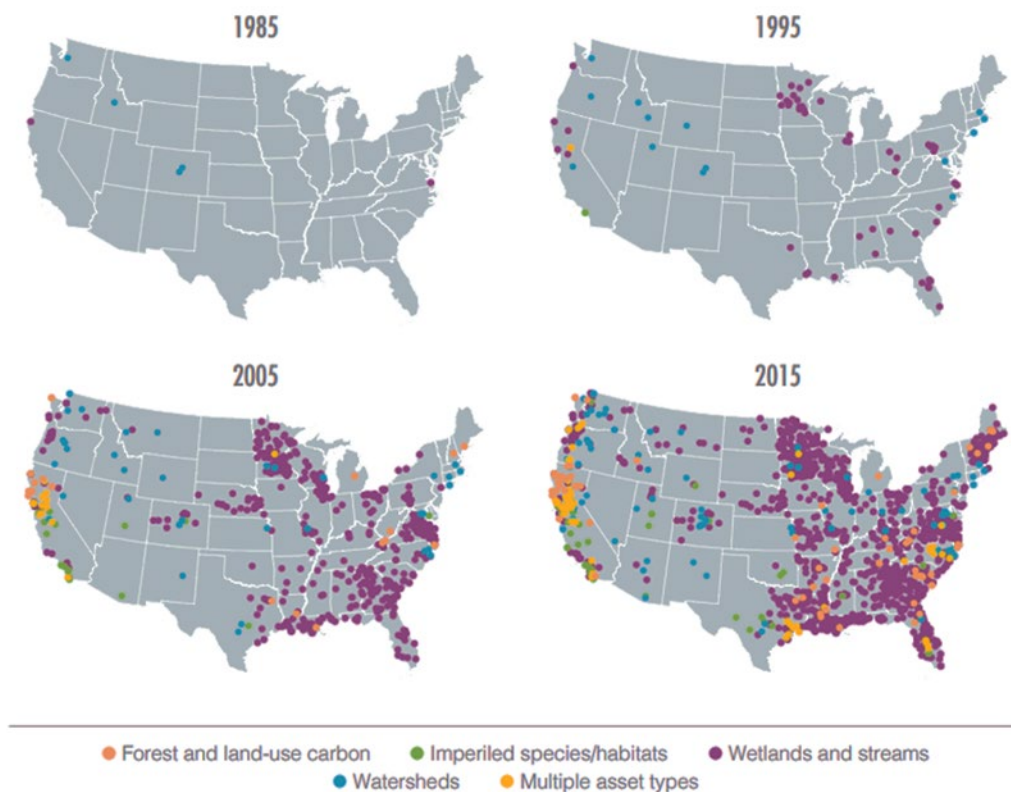 1985
1995
2005
2015
Forest and land-use carbon
Imperiled species/habitats
Wetlands and streams
Watersheds
Multiple asset types